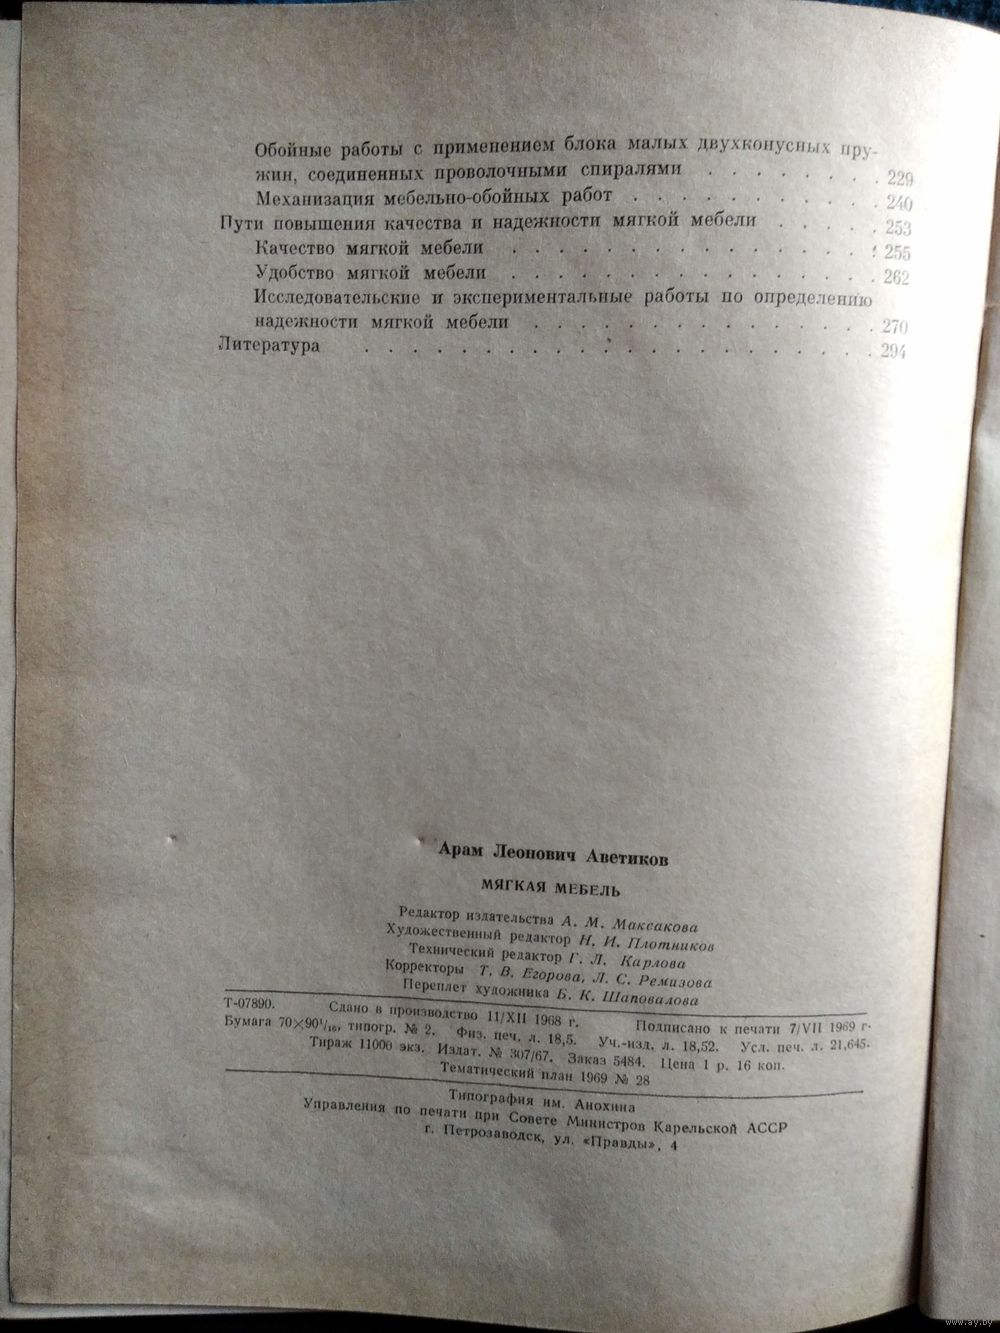 Обойные работы с применением блока малых двухконусных пру-
жин, соединенных проволочными спиралями . . . . . . . . 229
Механизация мебельно-обойных работ . . . . . . . . . . . 240
Пути повышения качества и надежности мягкой мебели . . . . . 253
Качество мягкой мебели . . . . . . . . . . . . . . . . 255
Удобство мягкой мебели . . . . . . . . . . . . . . . . 262
Исследовательские и экспериментальные работы по определению
надежности мягкой мебели . . . . . . . . . . . . . . . 270
Литература . . . . . . . . . . . . . . . . . . . . . . 294
Арам Леонович Аветиков
МЯГКАЯ МЕБЕЛЬ
Редактор издательства А. М. Максакова
Художественный редактор Н. И. Плотников
Технический редактор Г. Л. Карлова
Корректоры Т. В. Егорова, Л. С. Ремизова
Переплет художника Б. К. Шаповалова
Т-07890. Сдано в производство 11/XII 1968 г. Подписано к печати 7/VII 1969 г.
Бумага 70×90¹/₁₆, типогр. № 2. Физ. печ. л. 18,5. Уч.-изд. л. 18,52. Усл. печ. л. 21,645.
Тираж 11000 экз. Издат. № 307/67. Заказ 5484. Цена 1 р. 16 коп.
Тематический план 1969 № 28
Типография им. Анохина
Управления по печати при Совете Министров Карельской АССР
г. Петрозаводск, ул. «Правды», 4
www.ay.by